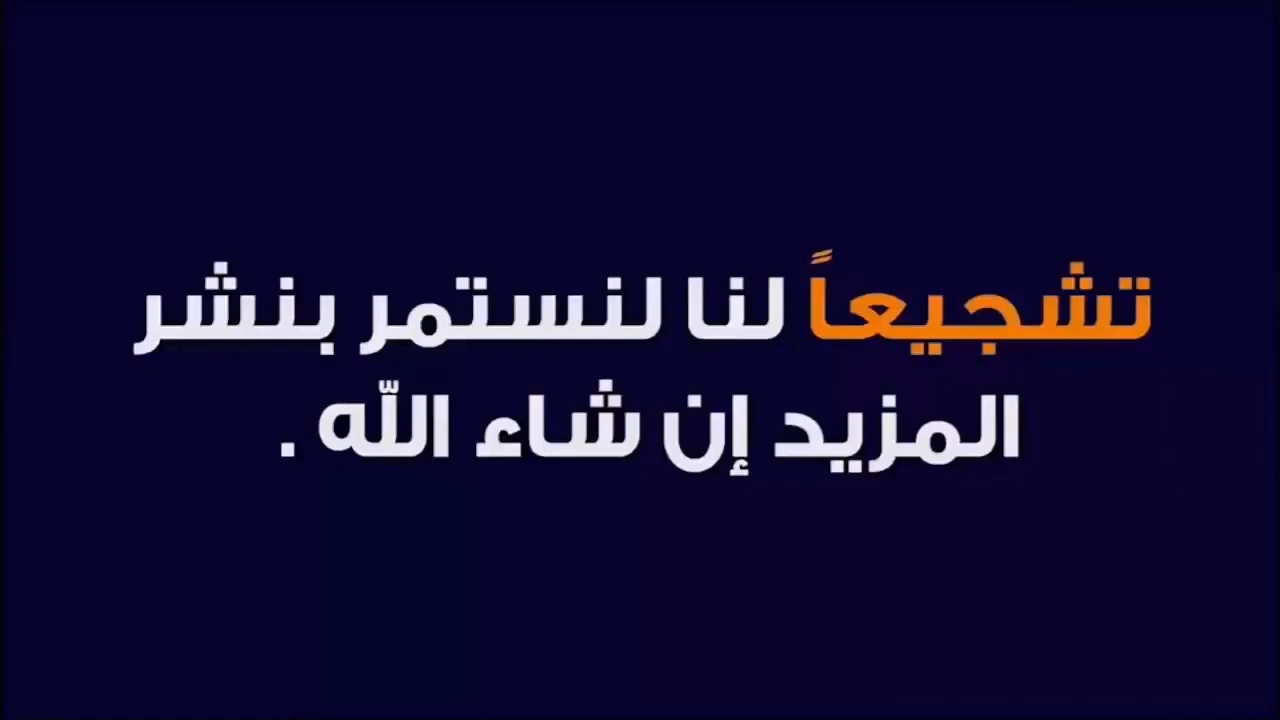 تشجيعاً لنا لنستمر بنشر
المزيد إن شاء الله .